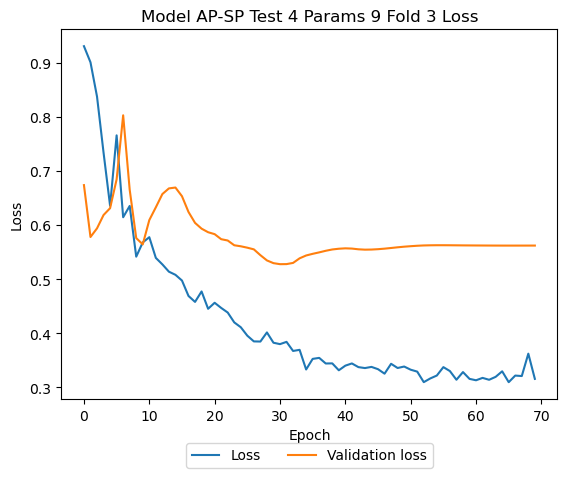 Model AP-SP Test 4 Params 9 Fold 3 Loss
0.9
0.8
0.7
0.6
0.5
0.4
0.3
Loss
0 10 20 30 40 50 60 70
Epoch
Loss Validation loss